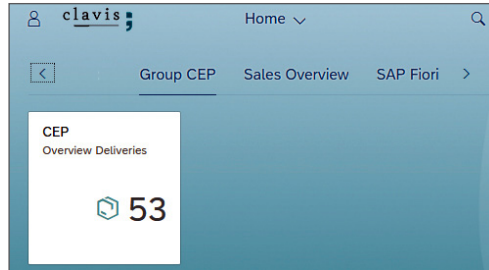 clavis Home
Group CEP Sales Overview SAP Fiori
CEP
Overview Deliveries
53